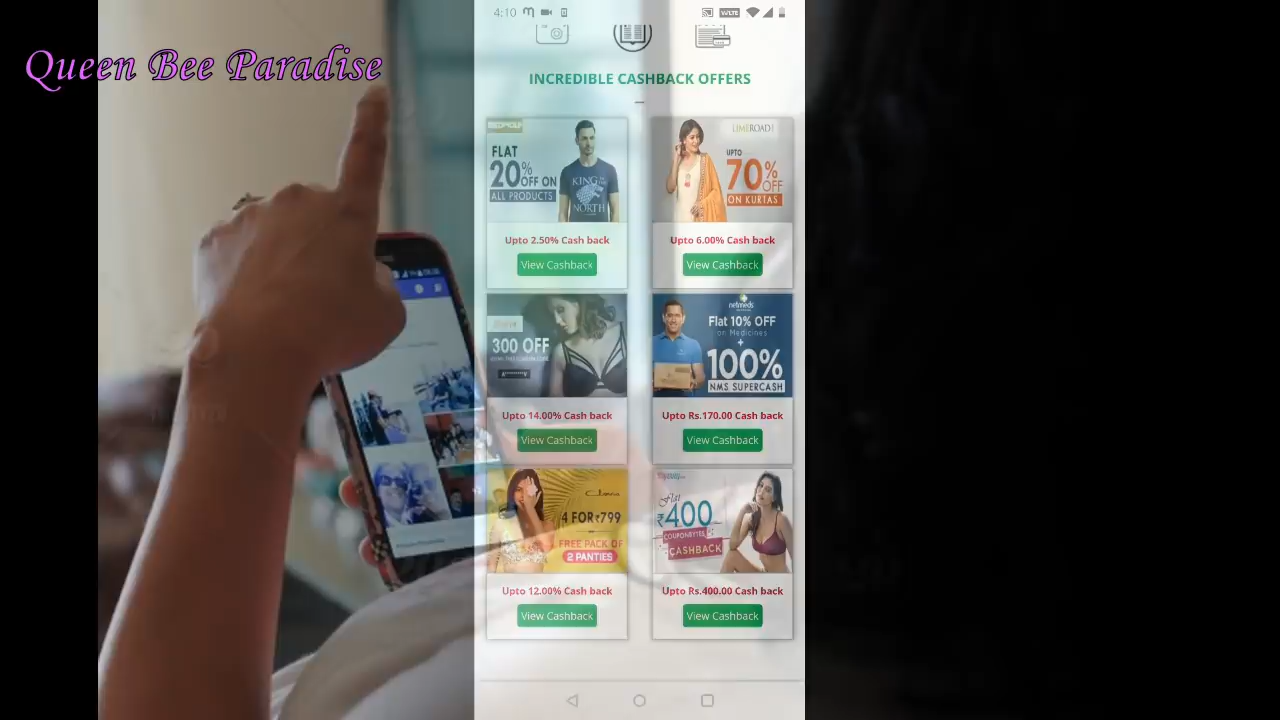 Queen Bee Paradise
4:10
VoLTE
INCREDIBLE CASHBACK OFFERS
FLAT
20%
OFF ON
ALL PRODUCTS
KING
NORTH
Upto 2.50% Cash back
View Cashback
LIMEROAD
UPTO
70%
OFF
ON KURTAS
Upto 6.00% Cash back
View Cashback
300 OFF
Upto 14.00% Cash back
View Cashback
netmeds
Flat 10% OFF
on Medicines
+
100%
NMS SUPERCASH
Upto Rs.170.00 Cash back
View Cashback
4 FOR ₹799
FREE PACK OF
2 PANTIES
Upto 12.00% Cash back
View Cashback
Flat
₹400
COUPONBYTES
CASHBACK
Upto Rs.400.00 Cash back
View Cashback